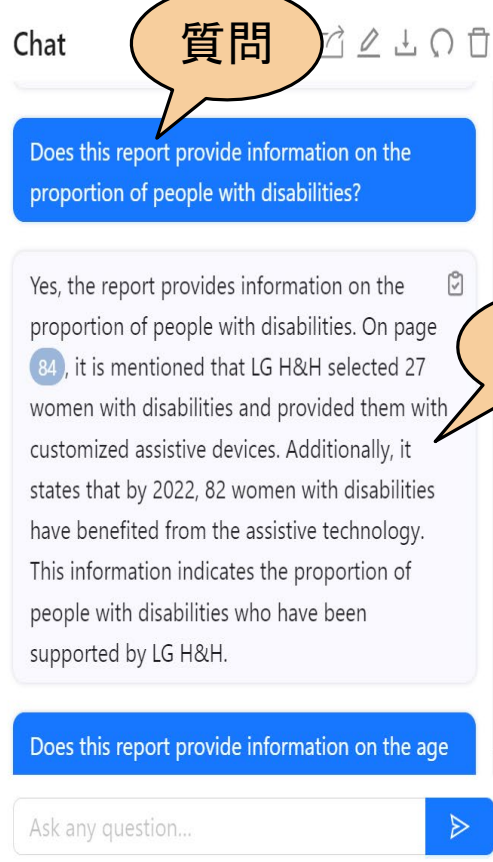 Chat
質問
Does this report provide information on the
proportion of people with disabilities?
Yes, the report provides information on the
proportion of people with disabilities. On page
84 , it is mentioned that LG H&H selected 27
women with disabilities and provided them with
customized assistive devices. Additionally, it
states that by 2022, 82 women with disabilities
have benefited from the assistive technology.
This information indicates the proportion of
people with disabilities who have been
supported by LG H&H.
Does this report provide information on the age
Ask any question...